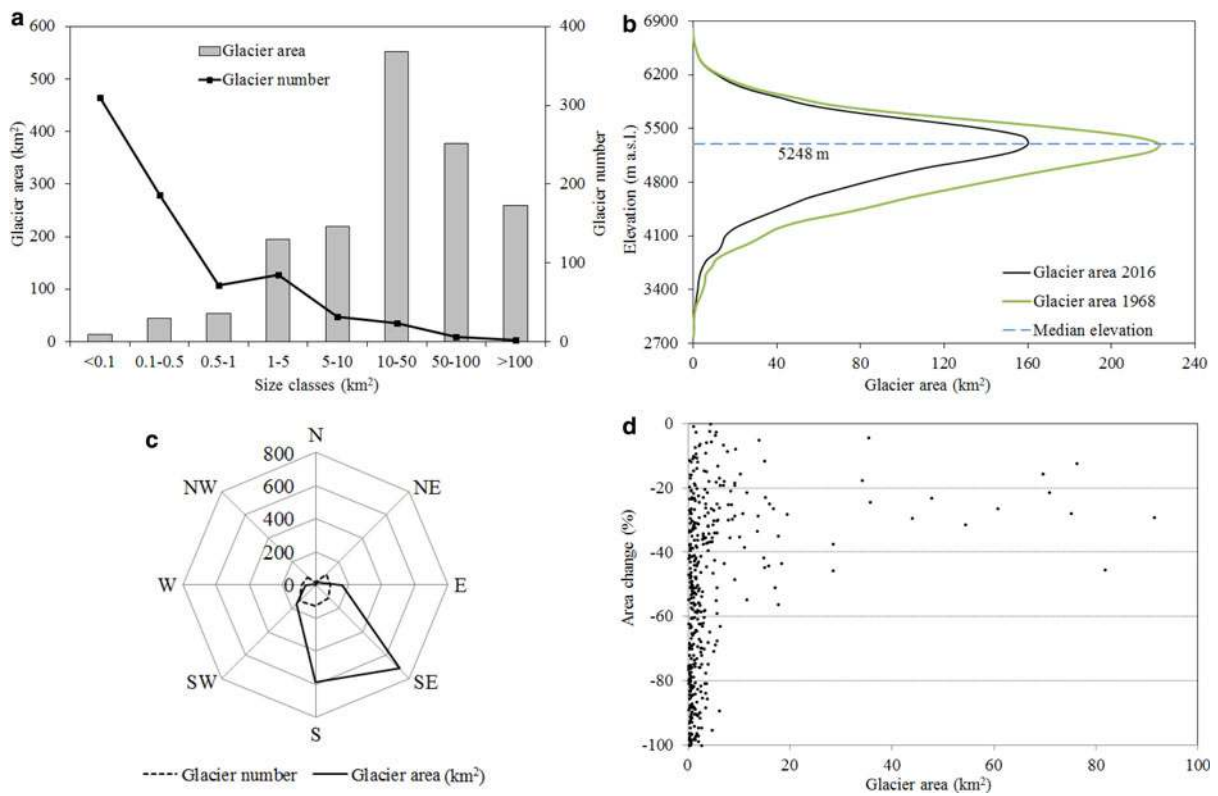 a
600
500
400
300
200
100
0
Glacier area (km²)
Glacier area
Glacier number
400
300
200
100
0
Glacier number
<0.1 0.1-0.5 0.5-1 1-5 5-10 10-50 50-100 >100
Size classes (km²)
b
6900
6200
5500
4800
4100
3400
2700
Elevation (m a.s.l.)
5248 m
Glacier area 2016
Glacier area 1968
Median elevation
0 40 80 120 160 200 240
Glacier area (km²)
c
N
NE
E
SE
S
SW
W
NW
800
600
400
200
0
Glacier number Glacier area (km²)
d
0
-20
-40
-60
-80
-100
Area change (%)
0 20 40 60 80 100
Glacier area (km²)